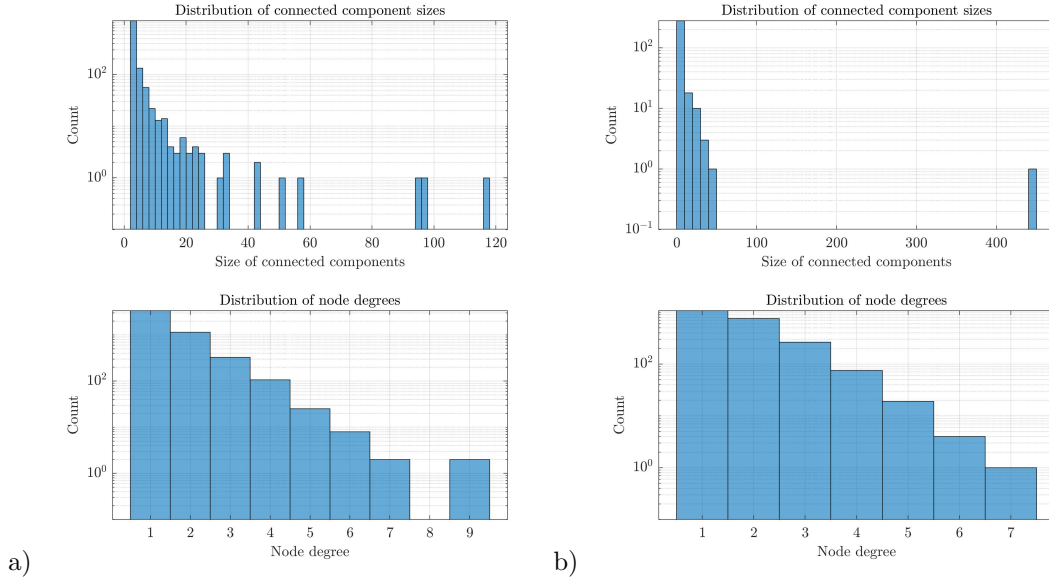 Distribution of connected component sizes
Count
10^2
10^1
10^0
0 20 40 60 80 100 120
Size of connected components
Distribution of node degrees
Count
10^2
10^0
1 2 3 4 5 6 7 8 9
Node degree
a)
Distribution of connected component sizes
Count
10^2
10^1
10^0
10^-1
0 100 200 300 400
Size of connected components
Distribution of node degrees
Count
10^2
10^0
1 2 3 4 5 6 7
Node degree
b)